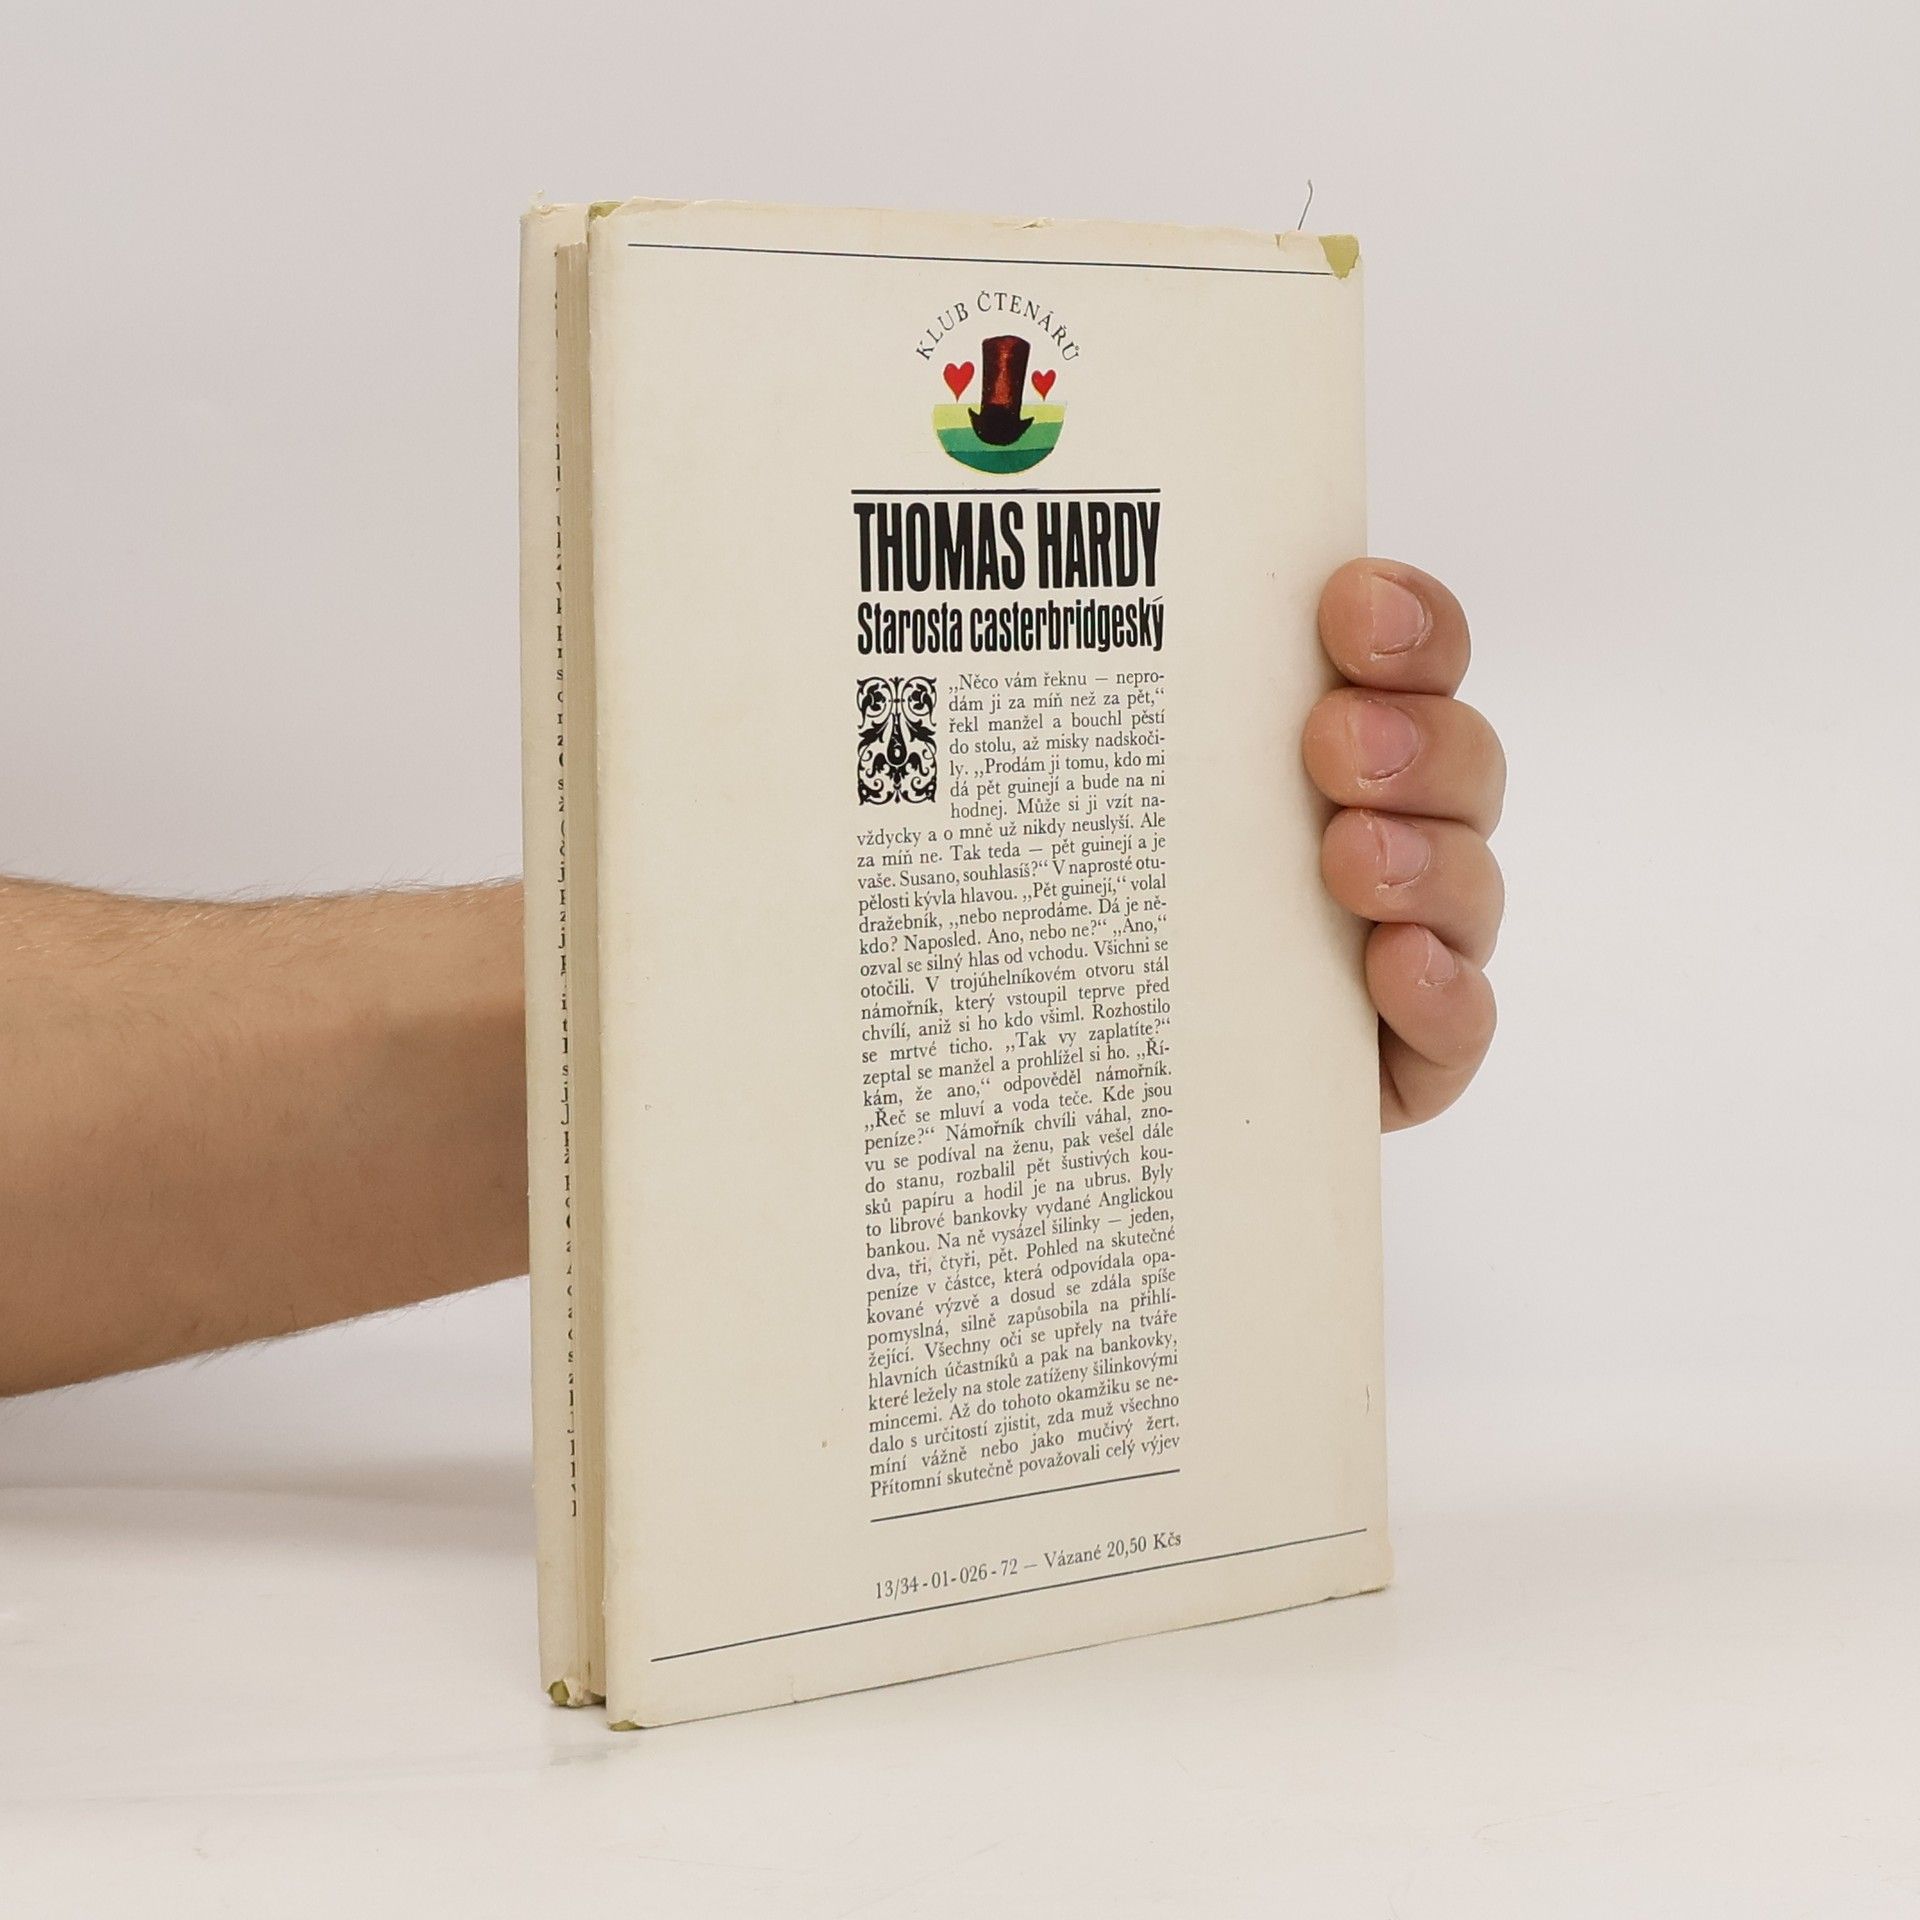 KLUB ČTENÁŘŮ
THOMAS HARDY
Starosta casterbridgeský
„Něco vám řeknu — nepro-
dám ji za míň než za pět,“
řekl manžel a bouchl pěstí
do stolu, až misky nadskoči-
ly. „Prodám ji tomu, kdo mi
dá pět guinejí a bude na ni
hodnej. Může si ji vzít na-
vždycky a o mně už nikdy neuslyší. Ale
za míň ne. Tak teda — pět guinejí a je
vaše. Susano, souhlasíš?“ V naprosté otu-
pělosti kývla hlavou. „Pět guinejí,“ volal
dražebník, „nebo neprodáme. Dá je ně-
kdo? Naposled. Ano, nebo ne?“ „Ano,“
ozval se silný hlas od vchodu. Všichni se
otočili. V trojúhelníkovém otvoru stál
námořník, který vstoupil teprve před
chvílí, aniž si ho kdo všiml. Rozhostilo
se mrtvé ticho. „Tak vy zaplatíte?“
zeptal se manžel a prohlížel si ho. „Ří-
kám, že ano,“ odpověděl námořník.
„Řeč se mluví a voda teče. Kde jsou
peníze?“ Námořník chvíli váhal, zno-
vu se podíval na ženu, pak vešel dále
do stanu, rozbalil pět šustivých kou-
sků papíru a hodil je na ubrus. Byly
to librové bankovky vydané Anglickou
bankou. Na ně vysázel šilinky — jeden,
dva, tři, čtyři, pět. Pohled na skutečné
peníze v částce, která odpovídala opa-
kované výzvě a dosud se zdála spíše
pomyslná, silně zapůsobila na přihlí-
žející. Všechny oči se upřely na tváře
hlavních účastníků a pak na bankovky,
které ležely na stole zatíženy šilinkovými
mincemi. Až do tohoto okamžiku se ne-
dalo s určitostí zjistit, zda muž všechno
míní vážně nebo jako mučivý žert.
Přítomní skutečně považovali celý výjev
13/34-01-026-72 — Vázané 20,50 Kčs